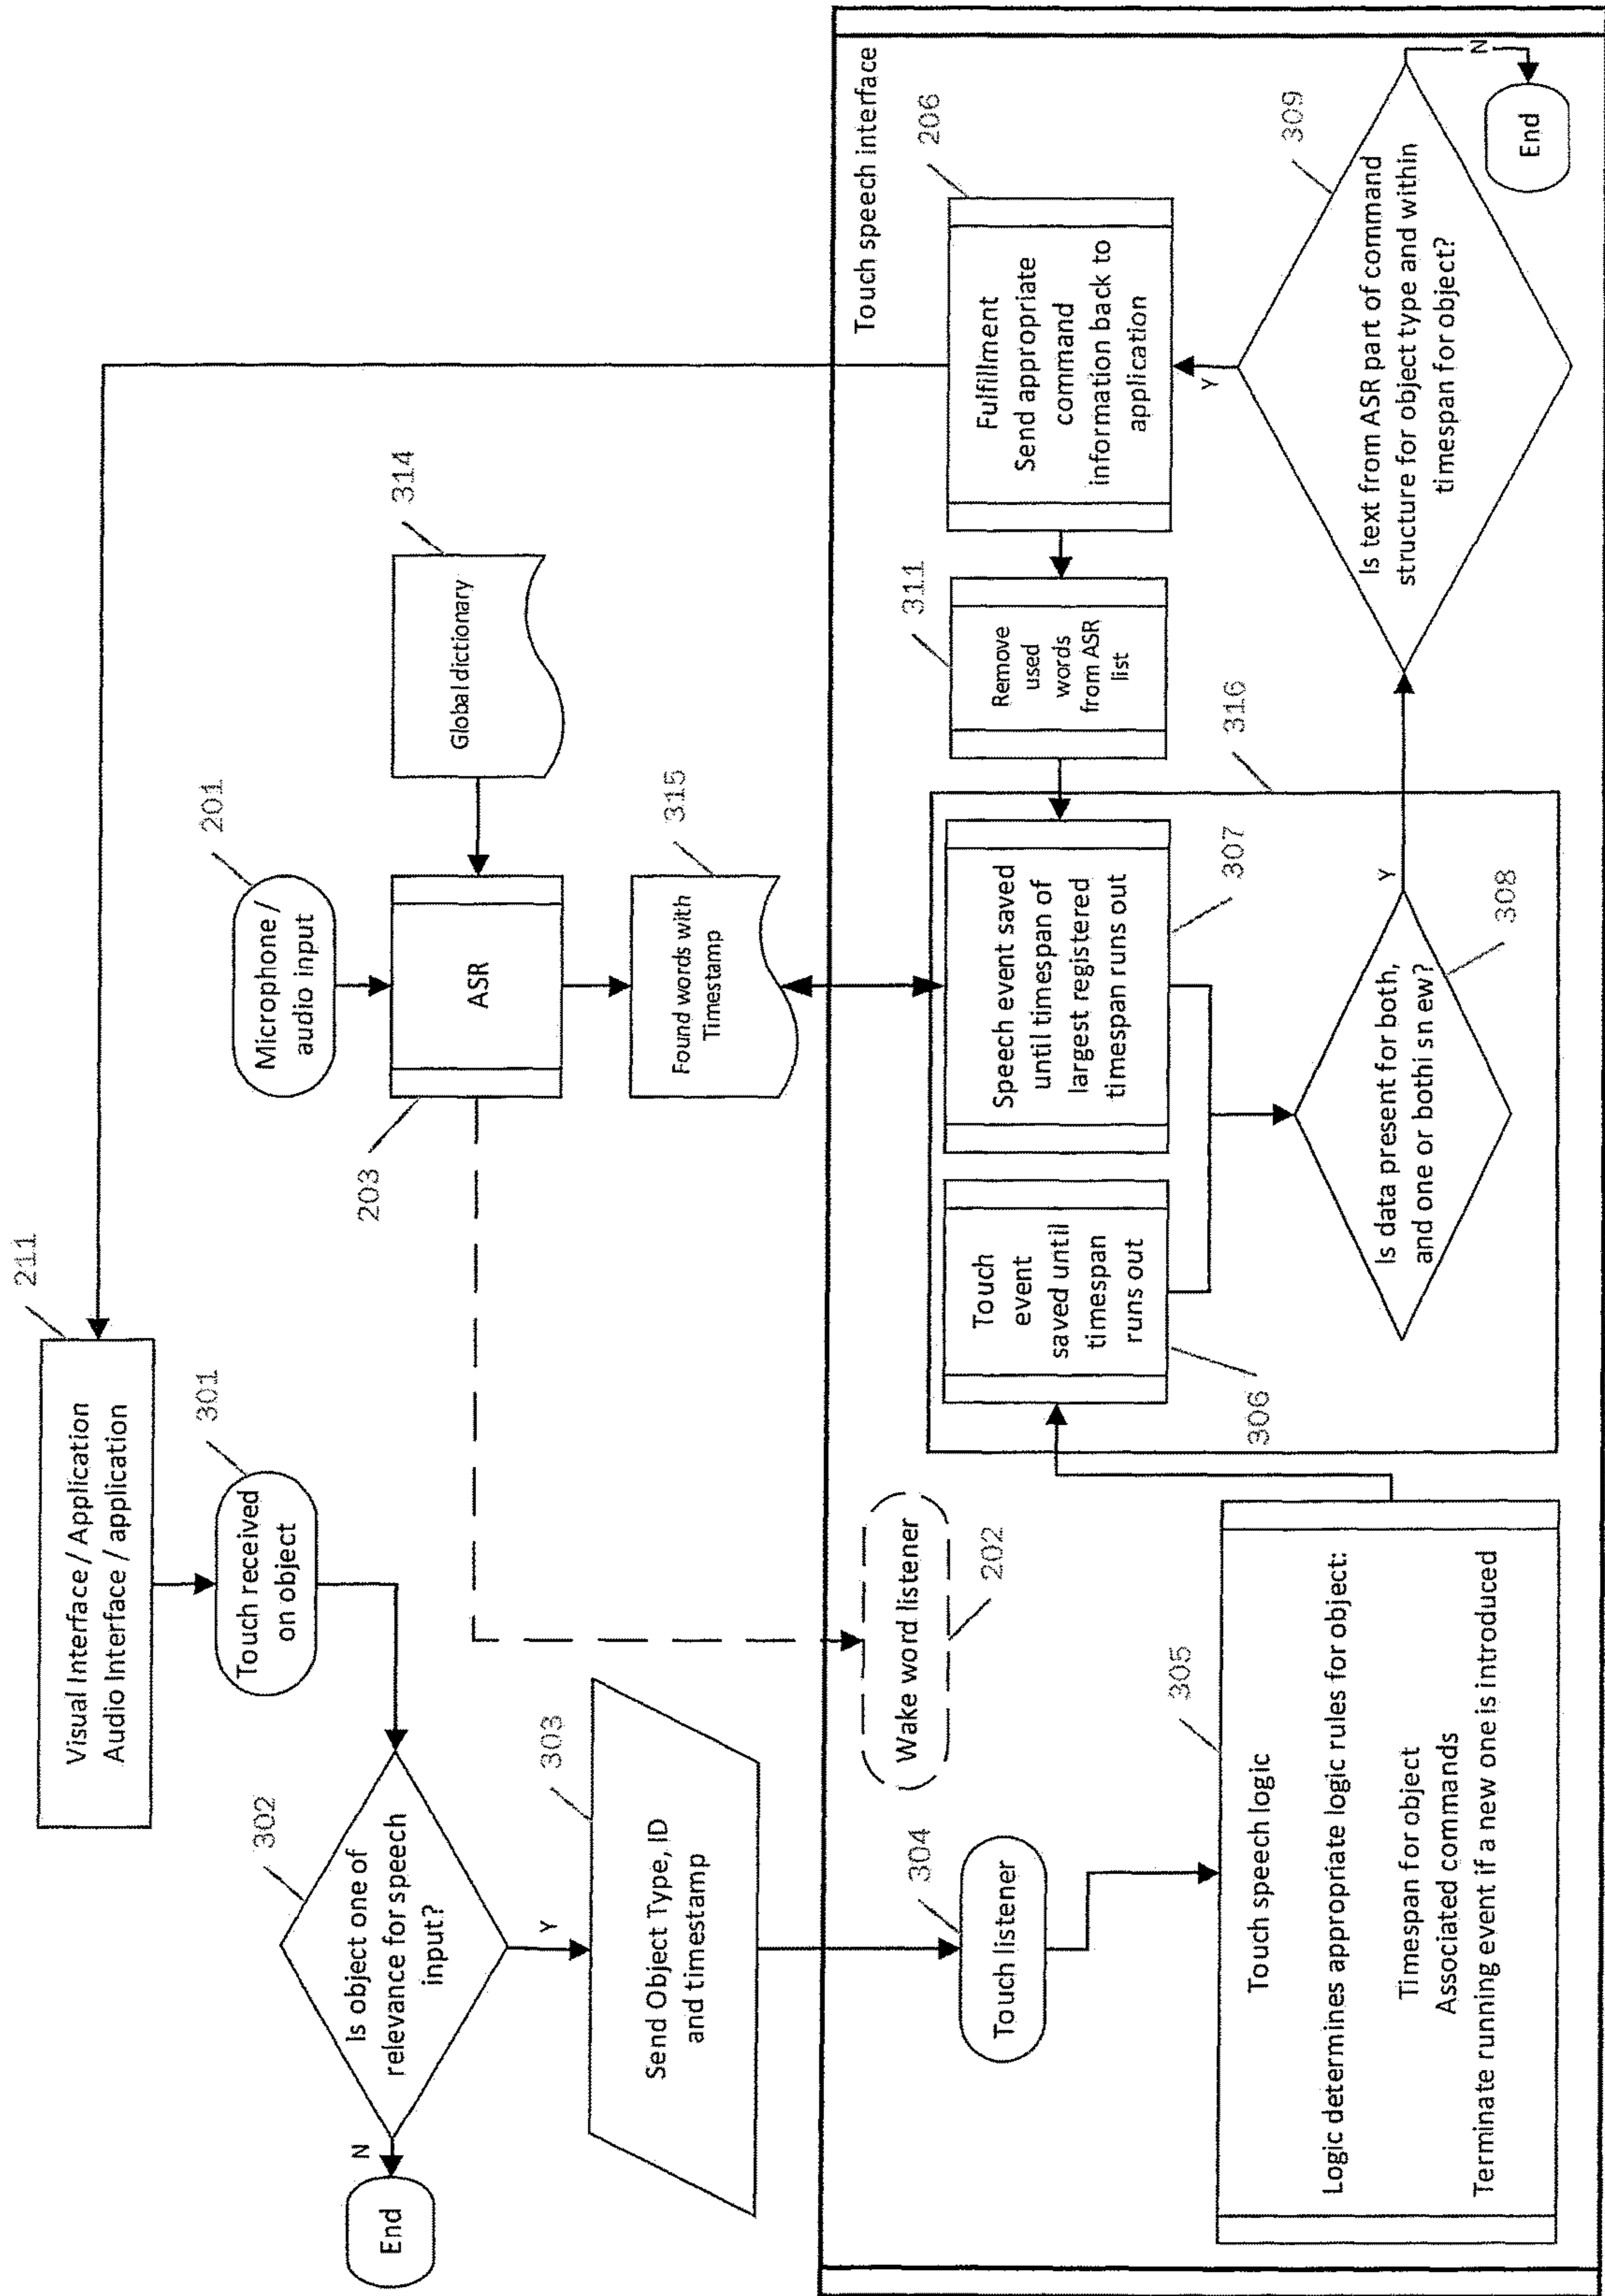 211
Visual Interface / Application
Audio Interface / application
301
Touch received
on object
302
Is object one of
relevance for speech
input?
N
End
Y
303
Send Object Type, ID
and timestamp
201
Microphone /
audio input
203
ASR
314
Global dictionary
315
Found words with
Timestamp
Touch speech interface
Wake word listener
202
304
Touch listener
305
Touch speech logic
Logic determines appropriate logic rules for object:
Timespan for object
Associated commands
Terminate running event if a new one is introduced
306
Touch
event
saved until
timespan
runs out
307
Speech event saved
until timespan of
largest registered
timespan runs out
316
308
Is data present for both,
and one or bothi sn ew?
Y
311
Remove
used
words
from ASR
list
206
Fulfillment
Send appropriate
command
information back to
application
Y
309
Is text from ASR part of command
structure for object type and within
timespan for object?
N
End